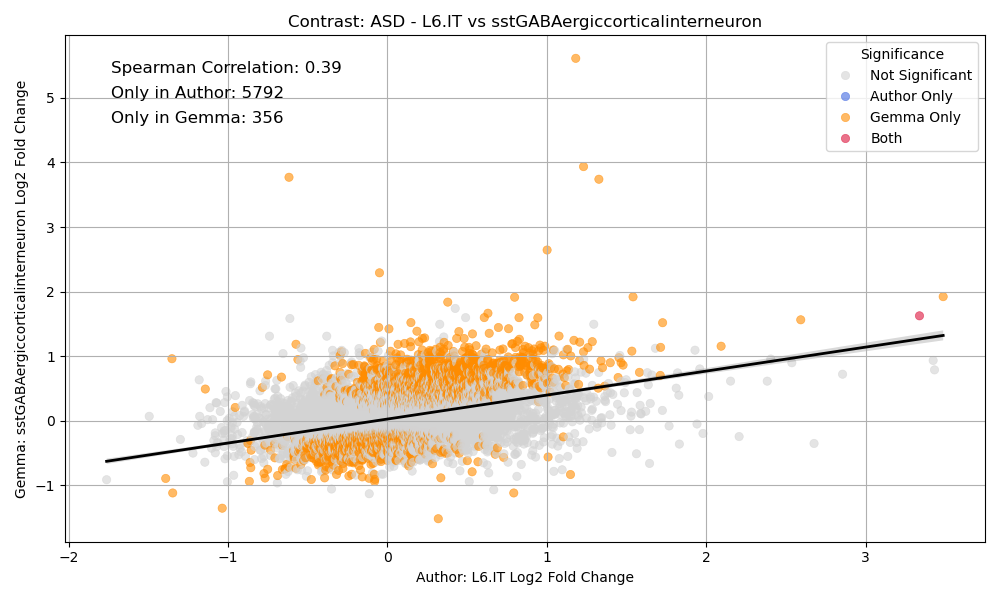 Contrast: ASD - L6.IT vs sstGABAergiccorticalinterneuron
Spearman Correlation: 0.39
Only in Author: 5792
Only in Gemma: 356
Significance
Not Significant
Author Only
Gemma Only
Both
Gemma: sstGABAergiccorticalinterneuron Log2 Fold Change
5
4
3
2
1
0
−1
−2 −1 0 1 2 3
Author: L6.IT Log2 Fold Change